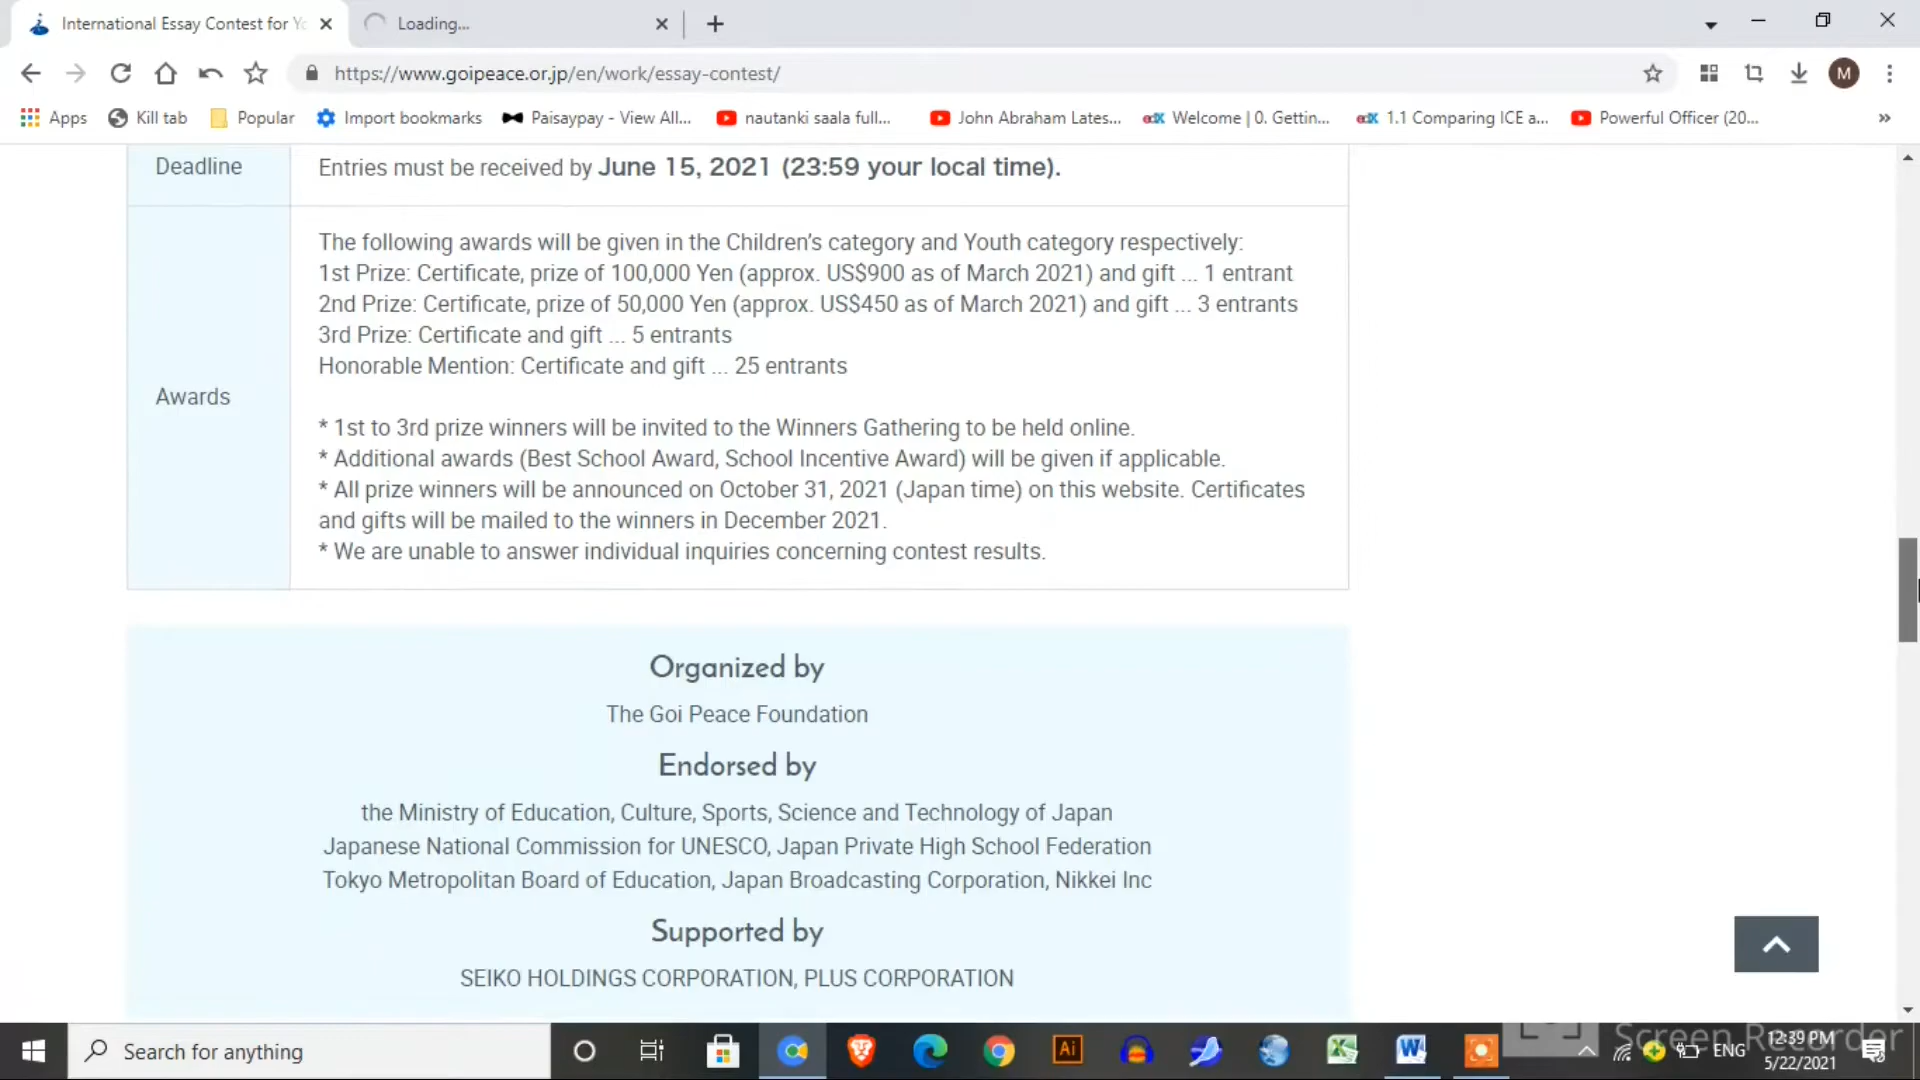 International Essay Contest for Yo
Loading...
https://www.goipeace.or.jp/en/work/essay-contest/
M
Apps
Kill tab
Popular
Import bookmarks
Paisaypay - View All...
nautanki saala full...
John Abraham Lates...
edX Welcome | 0. Gettin...
edX 1.1 Comparing ICE a...
Powerful Officer (20...
»
Deadline
Entries must be received by June 15, 2021 (23:59 your local time).
Awards
The following awards will be given in the Children's category and Youth category respectively:
1st Prize: Certificate, prize of 100,000 Yen (approx. US$900 as of March 2021) and gift ... 1 entrant
2nd Prize: Certificate, prize of 50,000 Yen (approx. US$450 as of March 2021) and gift ... 3 entrants
3rd Prize: Certificate and gift ... 5 entrants
Honorable Mention: Certificate and gift ... 25 entrants
* 1st to 3rd prize winners will be invited to the Winners Gathering to be held online.
* Additional awards (Best School Award, School Incentive Award) will be given if applicable.
* All prize winners will be announced on October 31, 2021 (Japan time) on this website. Certificates
and gifts will be mailed to the winners in December 2021.
* We are unable to answer individual inquiries concerning contest results.
Organized by
The Goi Peace Foundation
Endorsed by
the Ministry of Education, Culture, Sports, Science and Technology of Japan
Japanese National Commission for UNESCO, Japan Private High School Federation
Tokyo Metropolitan Board of Education, Japan Broadcasting Corporation, Nikkei Inc
Supported by
SEIKO HOLDINGS CORPORATION, PLUS CORPORATION
Search for anything
Ai
ENG
Screen Recorder
12:39 PM
5/22/2021